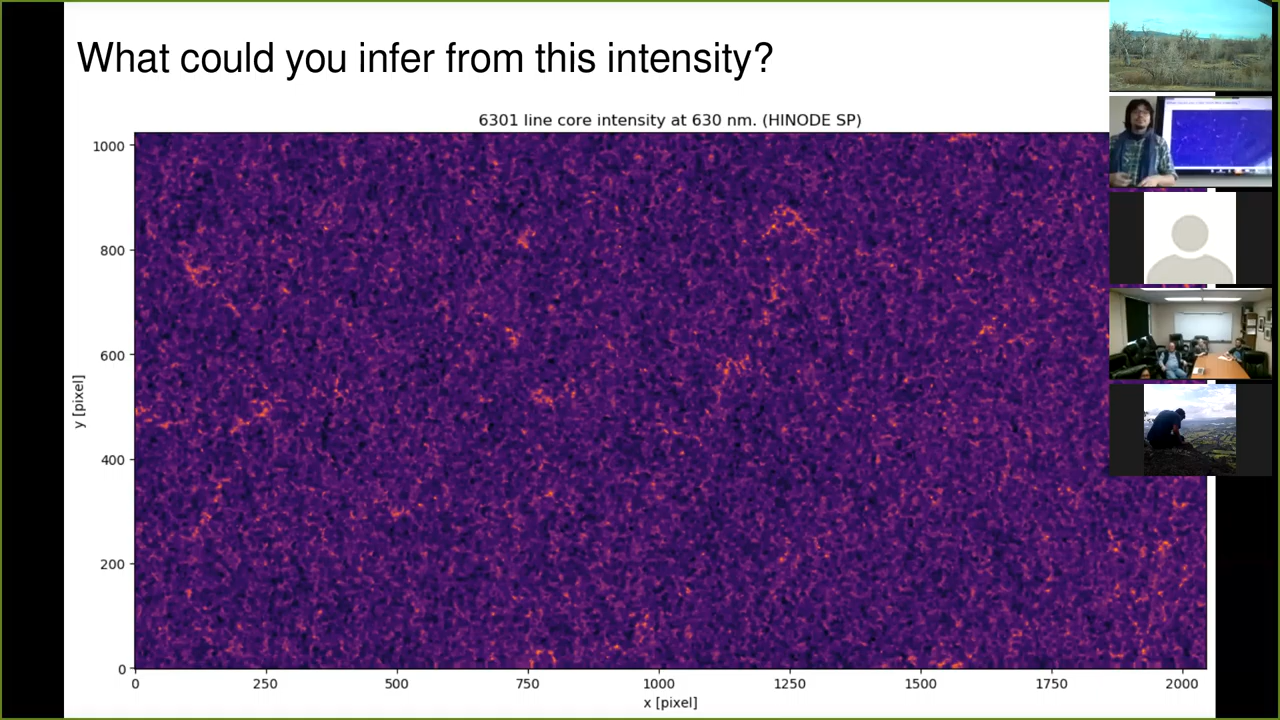 What could you infer from this intensity?
6301 line core intensity at 630 nm. (HINODE SP)
1000
800
600
400
200
0
y [pixel]
0 250 500 750 1000 1250 1500 1750 2000
x [pixel]